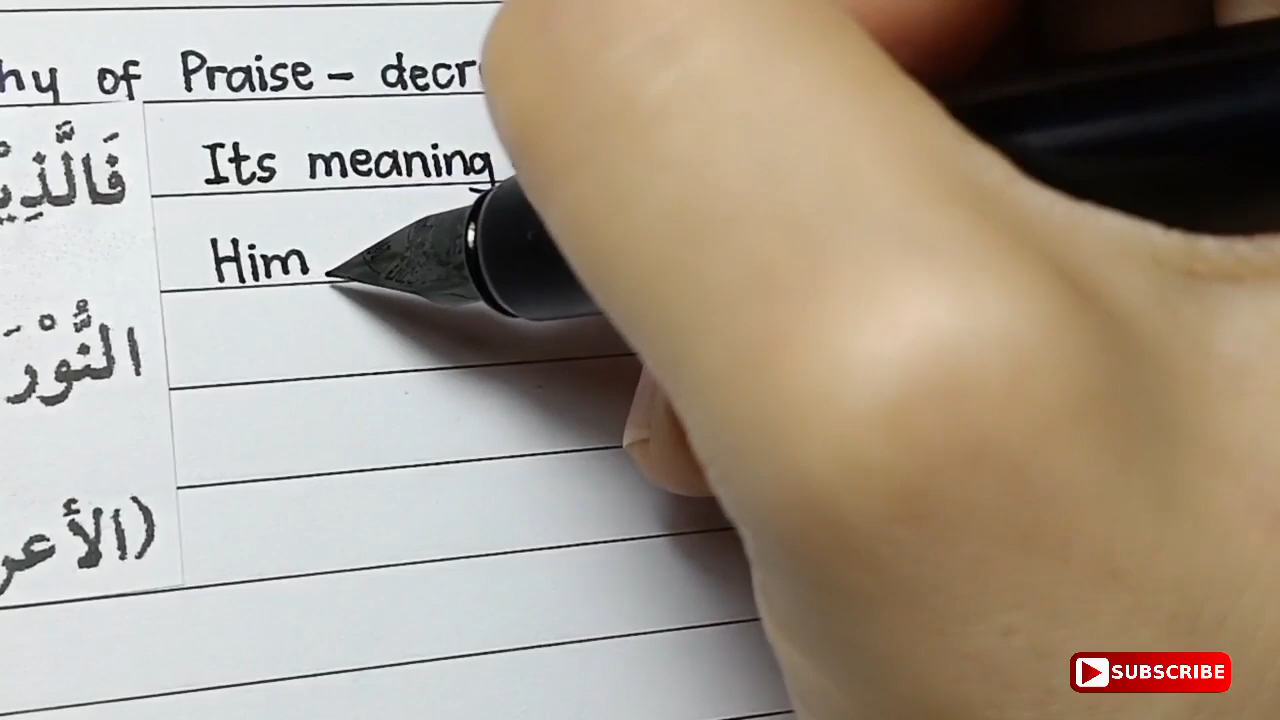 of Praise – decr
Its meaning
Him
فَالَّذِي
النُّوْرَ
(الأعر
SUBSCRIBE